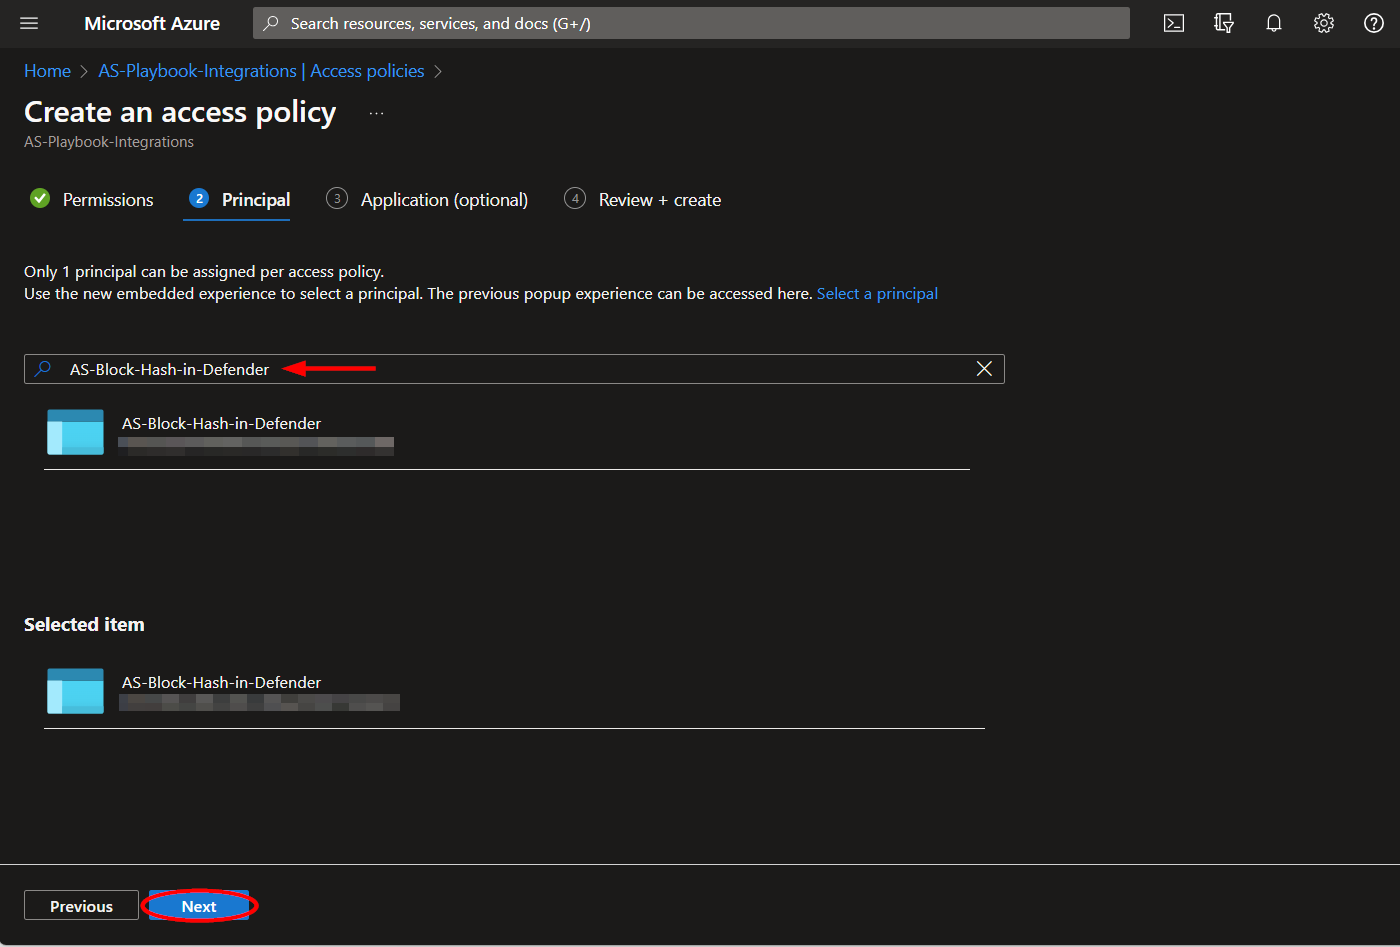 Microsoft Azure
Search resources, services, and docs (G+/)
Home > AS-Playbook-Integrations | Access policies >
Create an access policy ...
AS-Playbook-Integrations
Permissions
2 Principal
3 Application (optional)
4 Review + create
Only 1 principal can be assigned per access policy.
Use the new embedded experience to select a principal. The previous popup experience can be accessed here. Select a principal
AS-Block-Hash-in-Defender
AS-Block-Hash-in-Defender
Selected item
AS-Block-Hash-in-Defender
Previous
Next